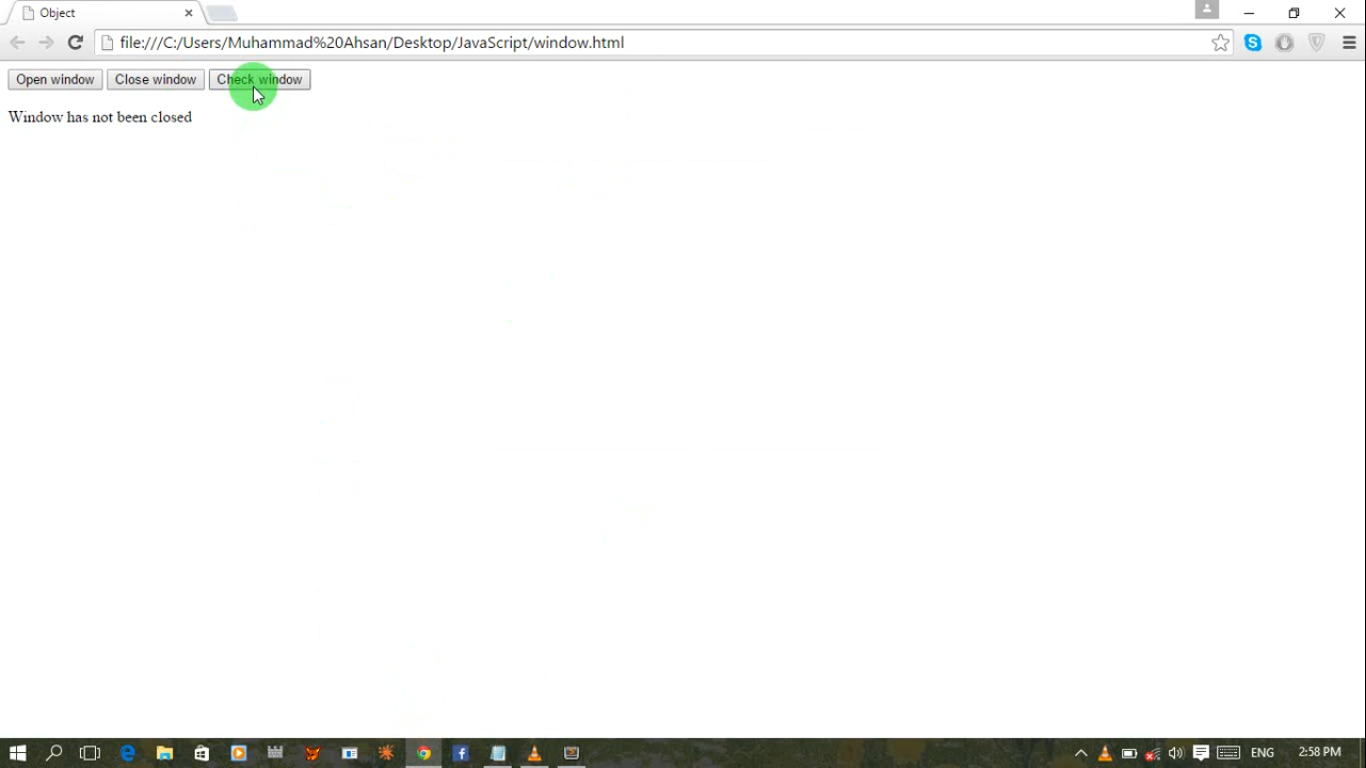 Object
file:///C:/Users/Muhammad%20Ahsan/Desktop/JavaScript/window.html
Open window Close window Check window
Window has not been closed
ENG 2:58 PM